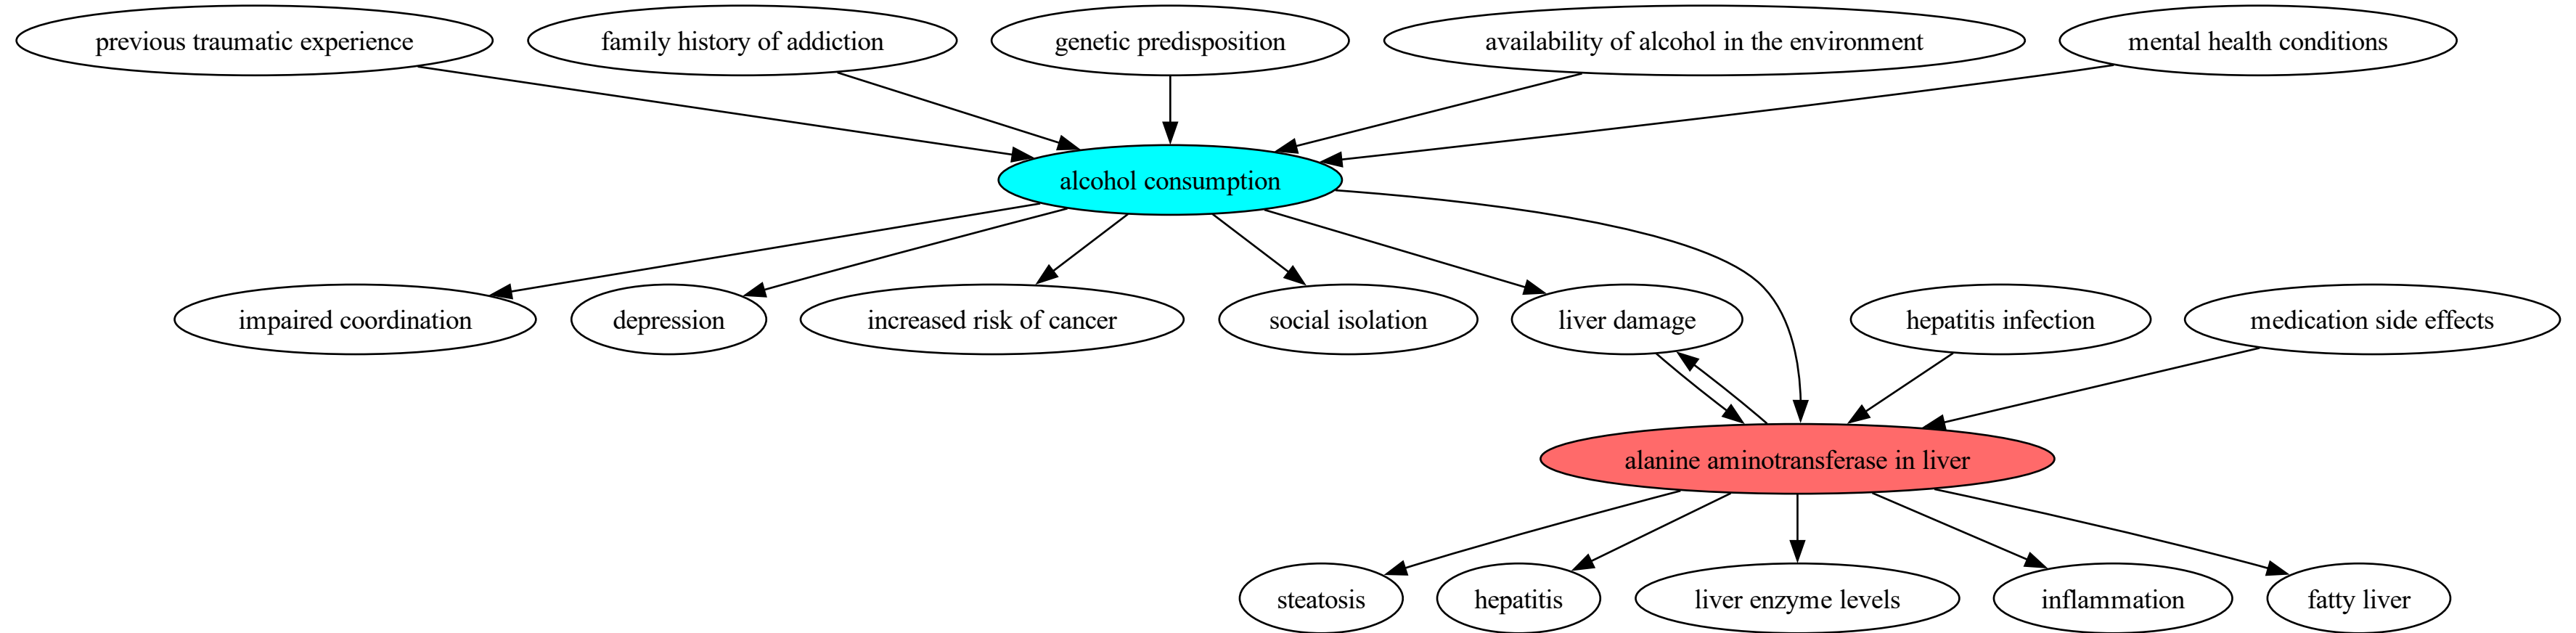 previous traumatic experience
family history of addiction
genetic predisposition
availability of alcohol in the environment
mental health conditions
alcohol consumption
impaired coordination
depression
increased risk of cancer
social isolation
liver damage
hepatitis infection
medication side effects
alanine aminotransferase in liver
steatosis
hepatitis
liver enzyme levels
inflammation
fatty liver